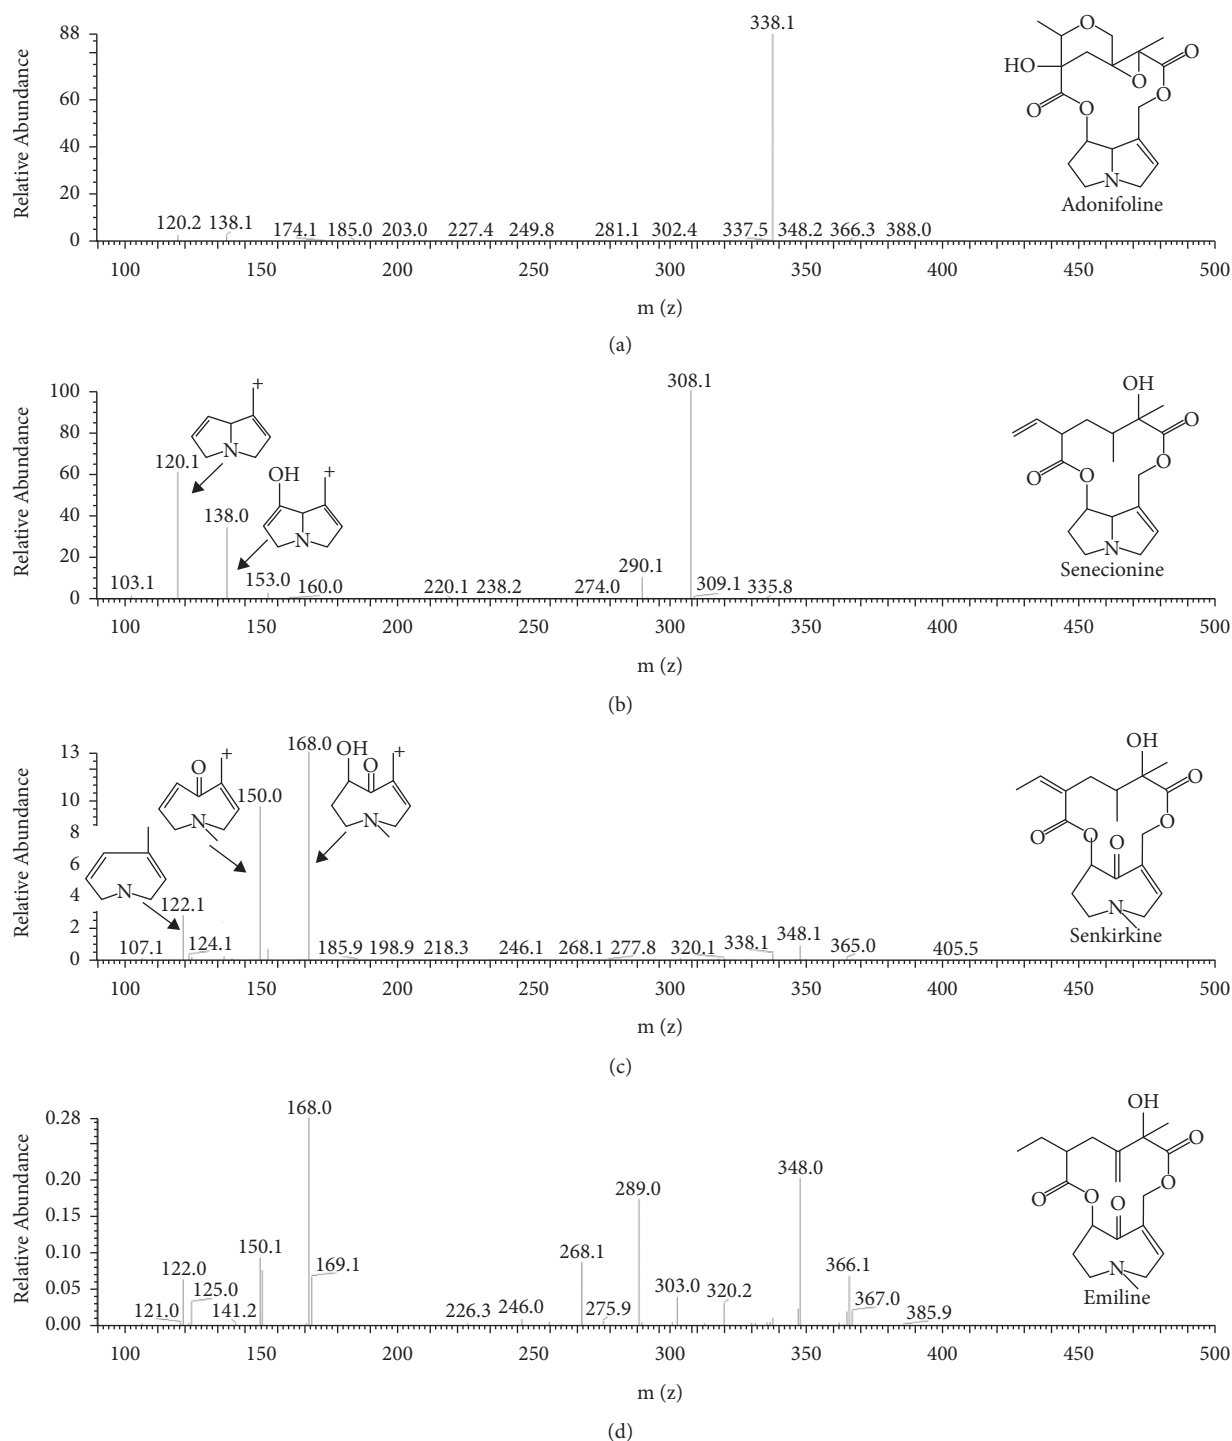 Relative Abundance
88
60
40
20
0
338.1
120.2 138.1 174.1 185.0 203.0 227.4 249.8 281.1 302.4 337.5 348.2 366.3 388.0
100 150 200 250 300 350 400 450 500
m (z)
HO
O
O
O
O
O
O
N
Adonifoline
(a)
Relative Abundance
100
80
60
40
20
0
308.1
+
N
120.1
OH
+
N
138.0
103.1 153.0 160.0 220.1 238.2 274.0 290.1 309.1 335.8
100 150 200 250 300 350 400 450 500
m (z)
OH
O
O
O
O
N
Senecionine
(b)
Relative Abundance
13
10
8
6
4
2
0
168.0
OH
O
+
N
O
+
N
150.0
N
122.1
107.1 124.1 185.9 198.9 218.3 246.1 268.1 277.8 320.1 338.1 348.1 365.0 405.5
100 150 200 250 300 350 400 450 500
m (z)
OH
O
O
O
O
O
N
Senkirkine
(c)
Relative Abundance
0.28
0.20
0.15
0.10
0.05
0.00
168.0
348.0
289.0
150.1
122.0 169.1 268.1 366.1
121.0 125.0 141.2 226.3 246.0 275.9 303.0 320.2 367.0 385.9
100 150 200 250 300 350 400 450 500
m (z)
OH
O
O
O
O
O
N
Emiline
(d)